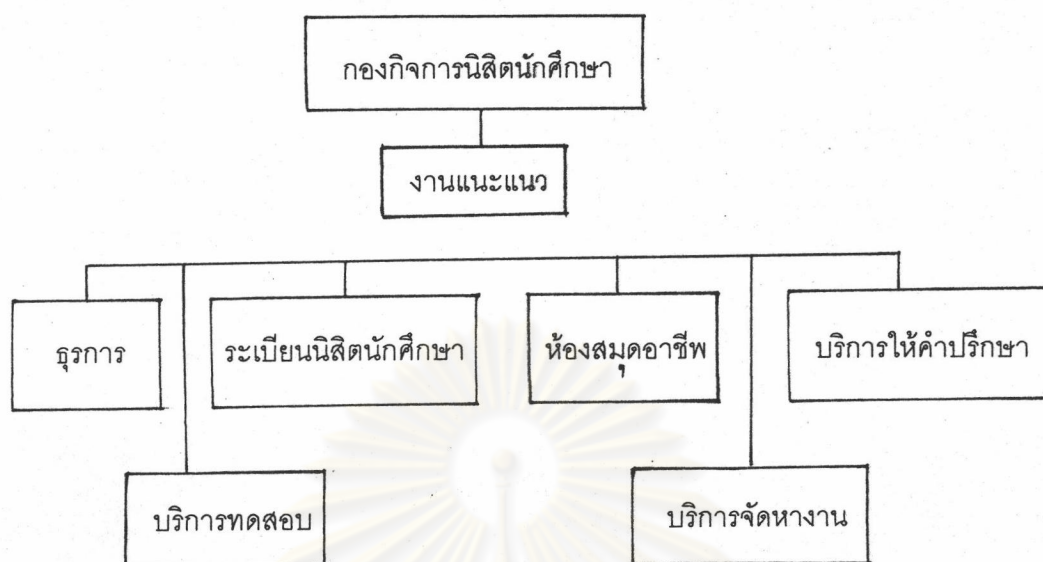 กองกิจการนิสิตนักศึกษา
งานแนะแนว
ธุรการ
ระเบียนนิสิตนักศึกษา
ห้องสมุดอาชีพ
บริการให้คำปรึกษา
บริการทดสอบ
บริการจัดหางาน